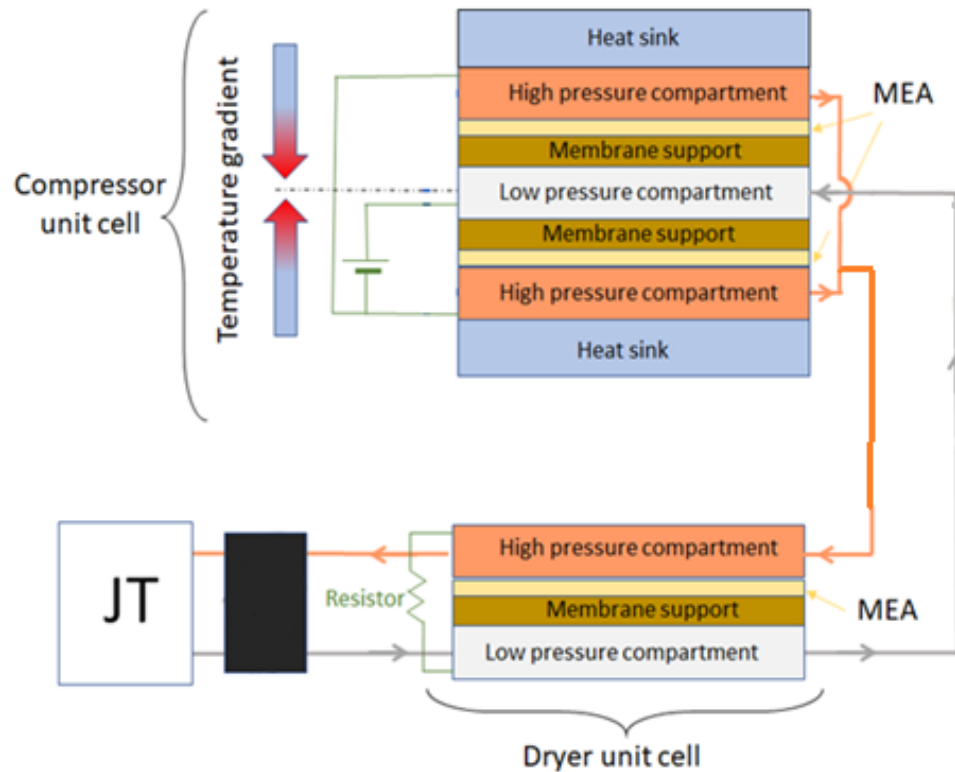 Heat sink
High pressure compartment
MEA
Membrane support
Low pressure compartment
Membrane support
High pressure compartment
Heat sink
Temperature gradient
Compressor
unit cell
High pressure compartment
JT
Resistor
Membrane support
MEA
Low pressure compartment
Dryer unit cell